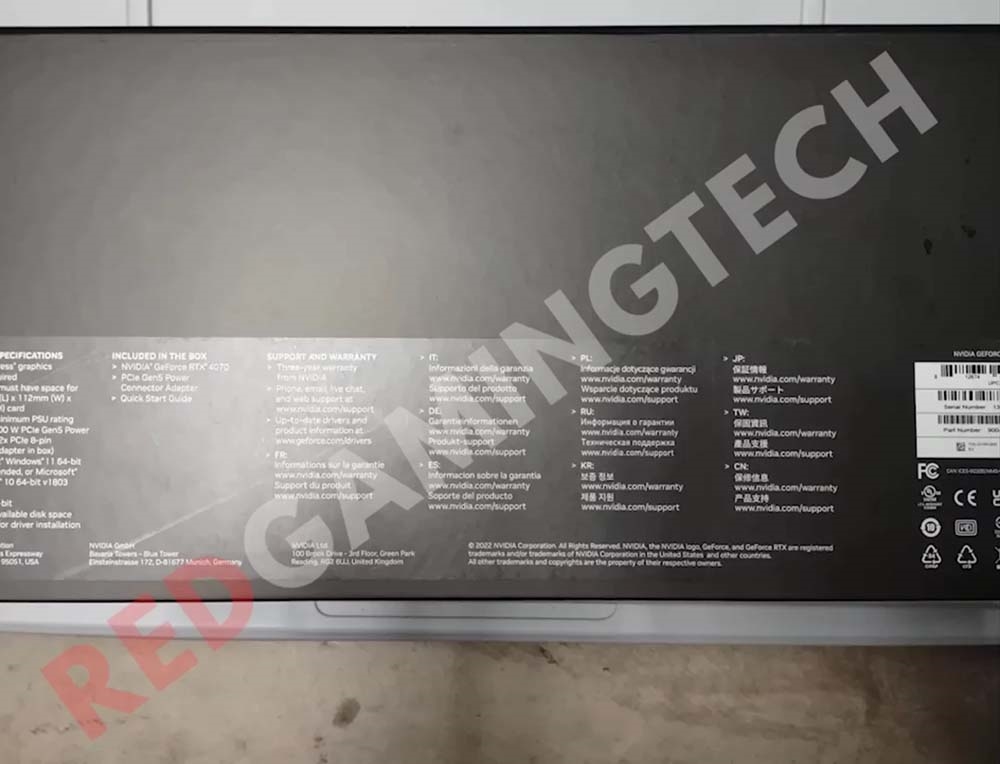 PECIFICATIONS
ess® graphics
ired
must have space for
(L) x 112mm (W) x
) card
inimum PSU rating
00 W PCIe Gen5 Power
2x PCIe 8-pin
dapter in box)
Windows® 11 64-bit
ended, or Microsoft®
10 64-bit v1803
-bit
vailable disk space
for driver installation
INCLUDED IN THE BOX
> NVIDIA® GeForce RTX® 4070
> PCIe Gen5 Power
Connector Adapter
> Quick Start Guide
SUPPORT AND WARRANTY
> Three-year warranty
from NVIDIA
> Phone, email, live chat,
and web support at
www.nvidia.com/support
> Up-to-date drivers and
product information at
www.geforce.com/drivers
> FR:
Informations sur la garantie
www.nvidia.com/warranty
Support du produit
www.nvidia.com/support
> IT:
Informazioni della garanzia
www.nvidia.com/warranty
Supporto del prodotto
www.nvidia.com/support
> DE:
Garantieinformationen
www.nvidia.com/warranty
Produkt-support
www.nvidia.com/support
> ES:
Informacion sobre la garantia
www.nvidia.com/warranty
Soporte del producto
www.nvidia.com/support
> PL:
Informacje dotyczące gwarancji
www.nvidia.com/warranty
Wsparcie dotyczące produktu
www.nvidia.com/support
> RU:
Информация о гарантии
www.nvidia.com/warranty
Техническая поддержка
www.nvidia.com/support
> KR:
보증 정보
www.nvidia.com/warranty
제품 지원
www.nvidia.com/support
> JP:
保証情報
www.nvidia.com/warranty
製品サポート
www.nvidia.com/support
> TW:
保固資訊
www.nvidia.com/warranty
產品支援
www.nvidia.com/support
> CN:
保修信息
www.nvidia.com/warranty
产品支持
www.nvidia.com/support
NVIDIA GEFORC
Serial Number
Part Number 900
FC
CE
10
tion
s Expressway
95051, USA
NVIDIA GmbH
Bavaria Towers - Blue Tower
Einsteinstrasse 172, D-81677 Munich, Germany
NVIDIA Ltd
100 Brook Drive - 3rd Floor, Green Park
Reading, RG2 6UJ, United Kingdom
© 2022 NVIDIA Corporation. All Rights Reserved. NVIDIA, the NVIDIA logo, GeForce, and GeForce RTX are registered
trademarks and/or trademarks of NVIDIA Corporation in the United States and other countries.
All other trademarks and copyrights are the property of their respective owners.
REDGAMINGTECH